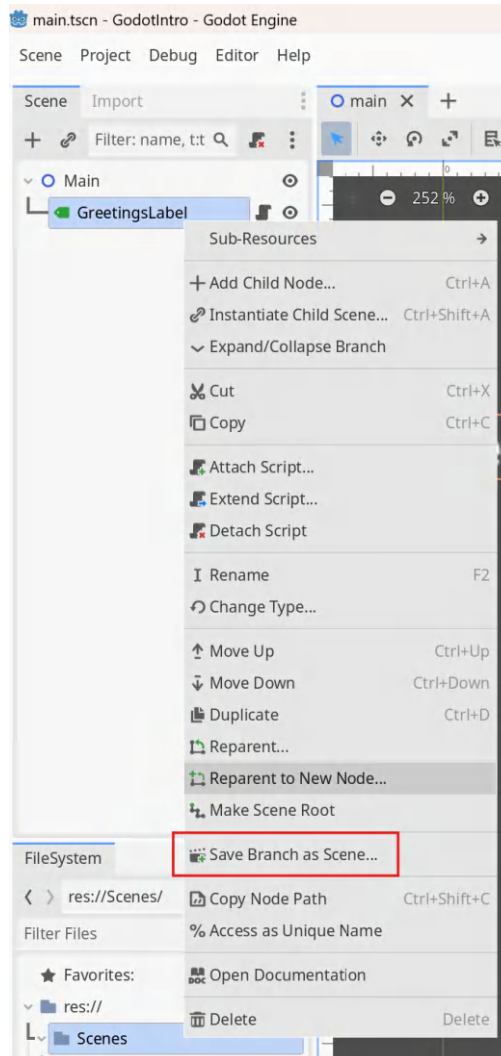 main.tscn - GodotIntro - Godot Engine
Scene Project Debug Editor Help
Scene Import
main
Filter: name, t:t
Main
252 %
GreetingsLabel
Sub-Resources
Add Child Node... Ctrl+A
Instantiate Child Scene... Ctrl+Shift+A
Expand/Collapse Branch
Cut Ctrl+X
Copy Ctrl+C
Attach Script...
Extend Script...
Detach Script
Rename F2
Change Type...
Move Up Ctrl+Up
Move Down Ctrl+Down
Duplicate Ctrl+D
Reparent...
Reparent to New Node...
Make Scene Root
Save Branch as Scene...
FileSystem
res://Scenes/
Copy Node Path Ctrl+Shift+C
Filter Files
% Access as Unique Name
Favorites:
DOC Open Documentation
res://
Delete Delete
Scenes